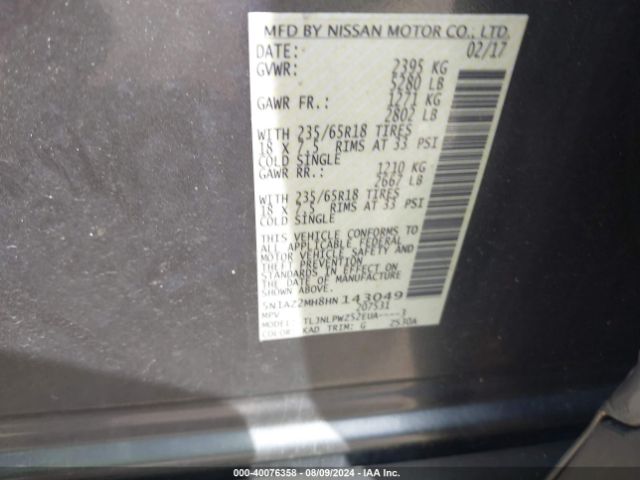 MFD BY NISSAN MOTOR CO., LTD.
DATE: 02/17
GVWR: 2395 KG
5280 LB
GAWR FR.: 1271 KG
2802 LB
WITH 235/65R18 TIRES
18 X 7.5 RIMS AT 33 PSI
COLD SINGLE
GAWR RR.: 1210 KG
2667 LB
WITH 235/65R18 TIRES
18 X 7.5 RIMS AT 33 PSI
COLD SINGLE
THIS VEHICLE CONFORMS TO
ALL APPLICABLE FEDERAL
MOTOR VEHICLE SAFETY AND
THEFT PREVENTION
STANDARDS IN EFFECT ON
THE DATE OF MANUFACTURE
SHOWN ABOVE.
5N1AZ2MH8HN143049
MPV 207531
MODEL: TLJNLPWZ52EUA----J
COLOR: KAD TRIM: G 2530A
000-40076358 - 08/09/2024 - IAA Inc.